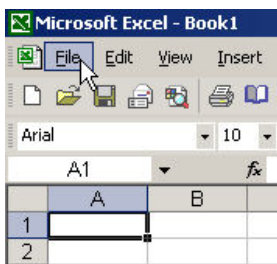 Microsoft Excel - Book1
File Edit View Insert
Arial 10
A1 fx
A B
1
2